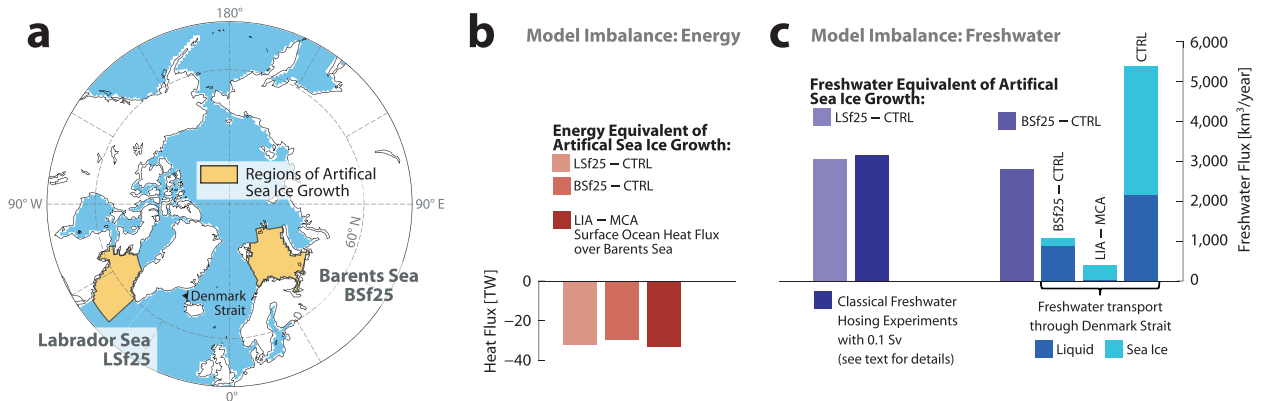 a
180°
90° W
90° E
60° N
0°
Regions of Artifical
Sea Ice Growth
Barents Sea
BSf25
Denmark
Strait
Labrador Sea
LSf25
b
Model Imbalance: Energy
Energy Equivalent of
Artifical Sea Ice Growth:
LSf25 – CTRL
BSf25 – CTRL
LIA – MCA
Surface Ocean Heat Flux
over Barents Sea
Heat Flux [TW]
0
−20
−40
c
Model Imbalance: Freshwater
Freshwater Equivalent of Artifical
Sea Ice Growth:
LSf25 – CTRL
BSf25 – CTRL
BSf25 – CTRL
LIA – MCA
CTRL
6,000
5,000
4,000
3,000
2,000
1,000
0
Freshwater Flux [km³/year]
Classical Freshwater
Hosing Experiments
with 0.1 Sv
(see text for details)
Freshwater transport
through Denmark Strait
Liquid
Sea Ice